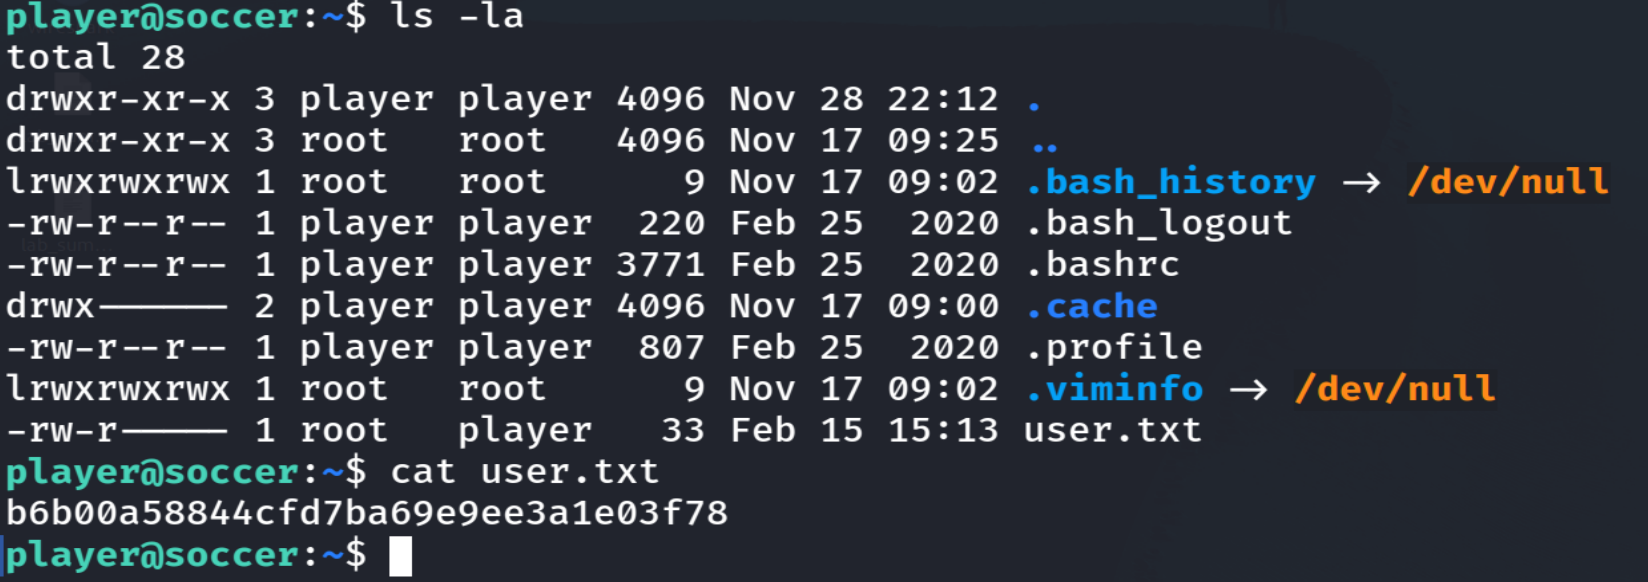 player@soccer:~$ ls -la
total 28
drwxr-xr-x 3 player player 4096 Nov 28 22:12 .
drwxr-xr-x 3 root   root   4096 Nov 17 09:25 ..
lrwxrwxrwx 1 root   root      9 Nov 17 09:02 .bash_history → /dev/null
-rw-r--r-- 1 player player  220 Feb 25  2020 .bash_logout
-rw-r--r-- 1 player player 3771 Feb 25  2020 .bashrc
drwx------ 2 player player 4096 Nov 17 09:00 .cache
-rw-r--r-- 1 player player  807 Feb 25  2020 .profile
lrwxrwxrwx 1 root   root      9 Nov 17 09:02 .viminfo → /dev/null
-rw-r----- 1 root   player   33 Feb 15 15:13 user.txt
player@soccer:~$ cat user.txt
b6b00a58844cfd7ba69e9ee3a1e03f78
player@soccer:~$